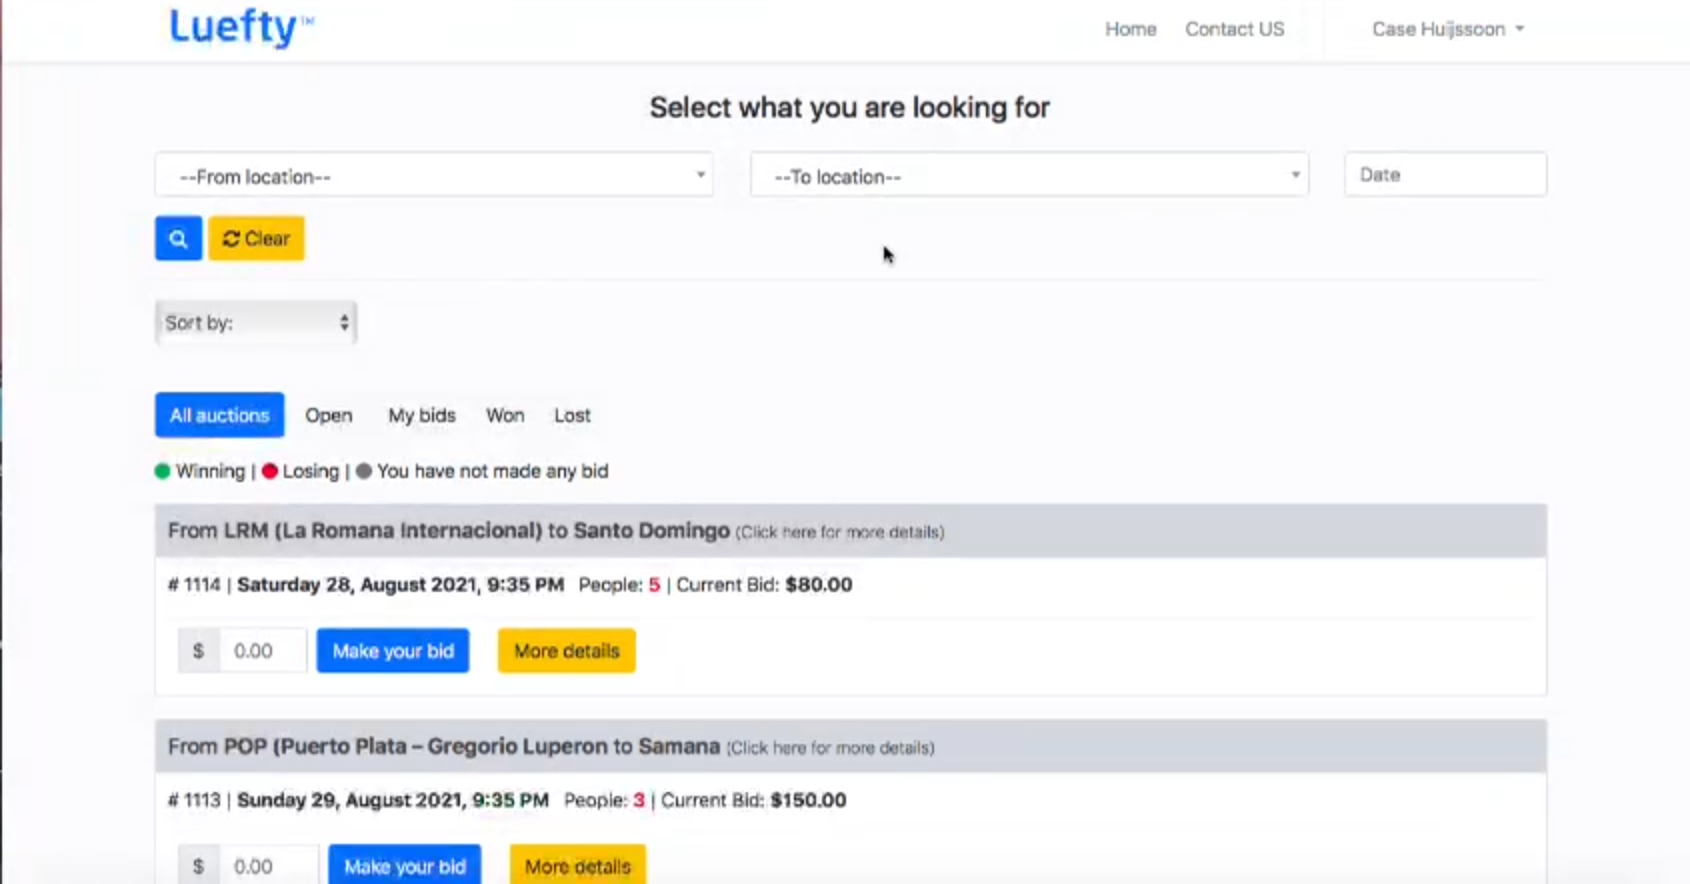 Luefty™
Home Contact US Case Huijssoon
Select what you are looking for
--From location-- --To location-- Date
Clear
Sort by:
All auctions Open My bids Won Lost
Winning | Losing | You have not made any bid
From LRM (La Romana Internacional) to Santo Domingo (Click here for more details)
# 1114 | Saturday 28, August 2021, 9:35 PM People: 5 | Current Bid: $80.00
$ 0.00 Make your bid More details
From POP (Puerto Plata – Gregorio Luperon to Samana (Click here for more details)
# 1113 | Sunday 29, August 2021, 9:35 PM People: 3 | Current Bid: $150.00
$ 0.00 Make your bid More details